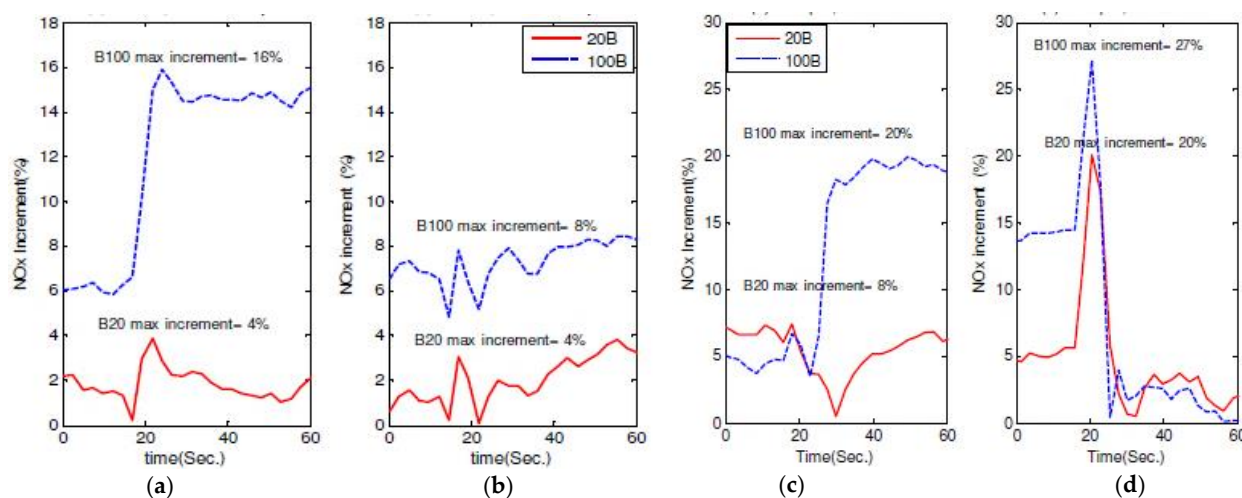 18
16
14
12
10
8
6
4
2
0
NOx Increment(%)
B100 max increment= 16%
B20 max increment= 4%
0 20 40 60
time(Sec.)
(a)
18
16
14
12
10
8
6
4
2
0
NOx increment (%)
20B
100B
B100 max increment= 8%
B20 max increment= 4%
0 20 40 60
time(Sec.)
(b)
30
25
20
15
10
5
0
NOx Increment(%)
20B
100B
B100 max increment= 20%
B20 max increment= 8%
0 20 40 60
Time(Sec.)
(c)
30
25
20
15
10
5
0
NOx increment (%)
B100 max increment= 27%
B20 max increment= 20%
0 20 40 60
Time(Sec.)
(d)